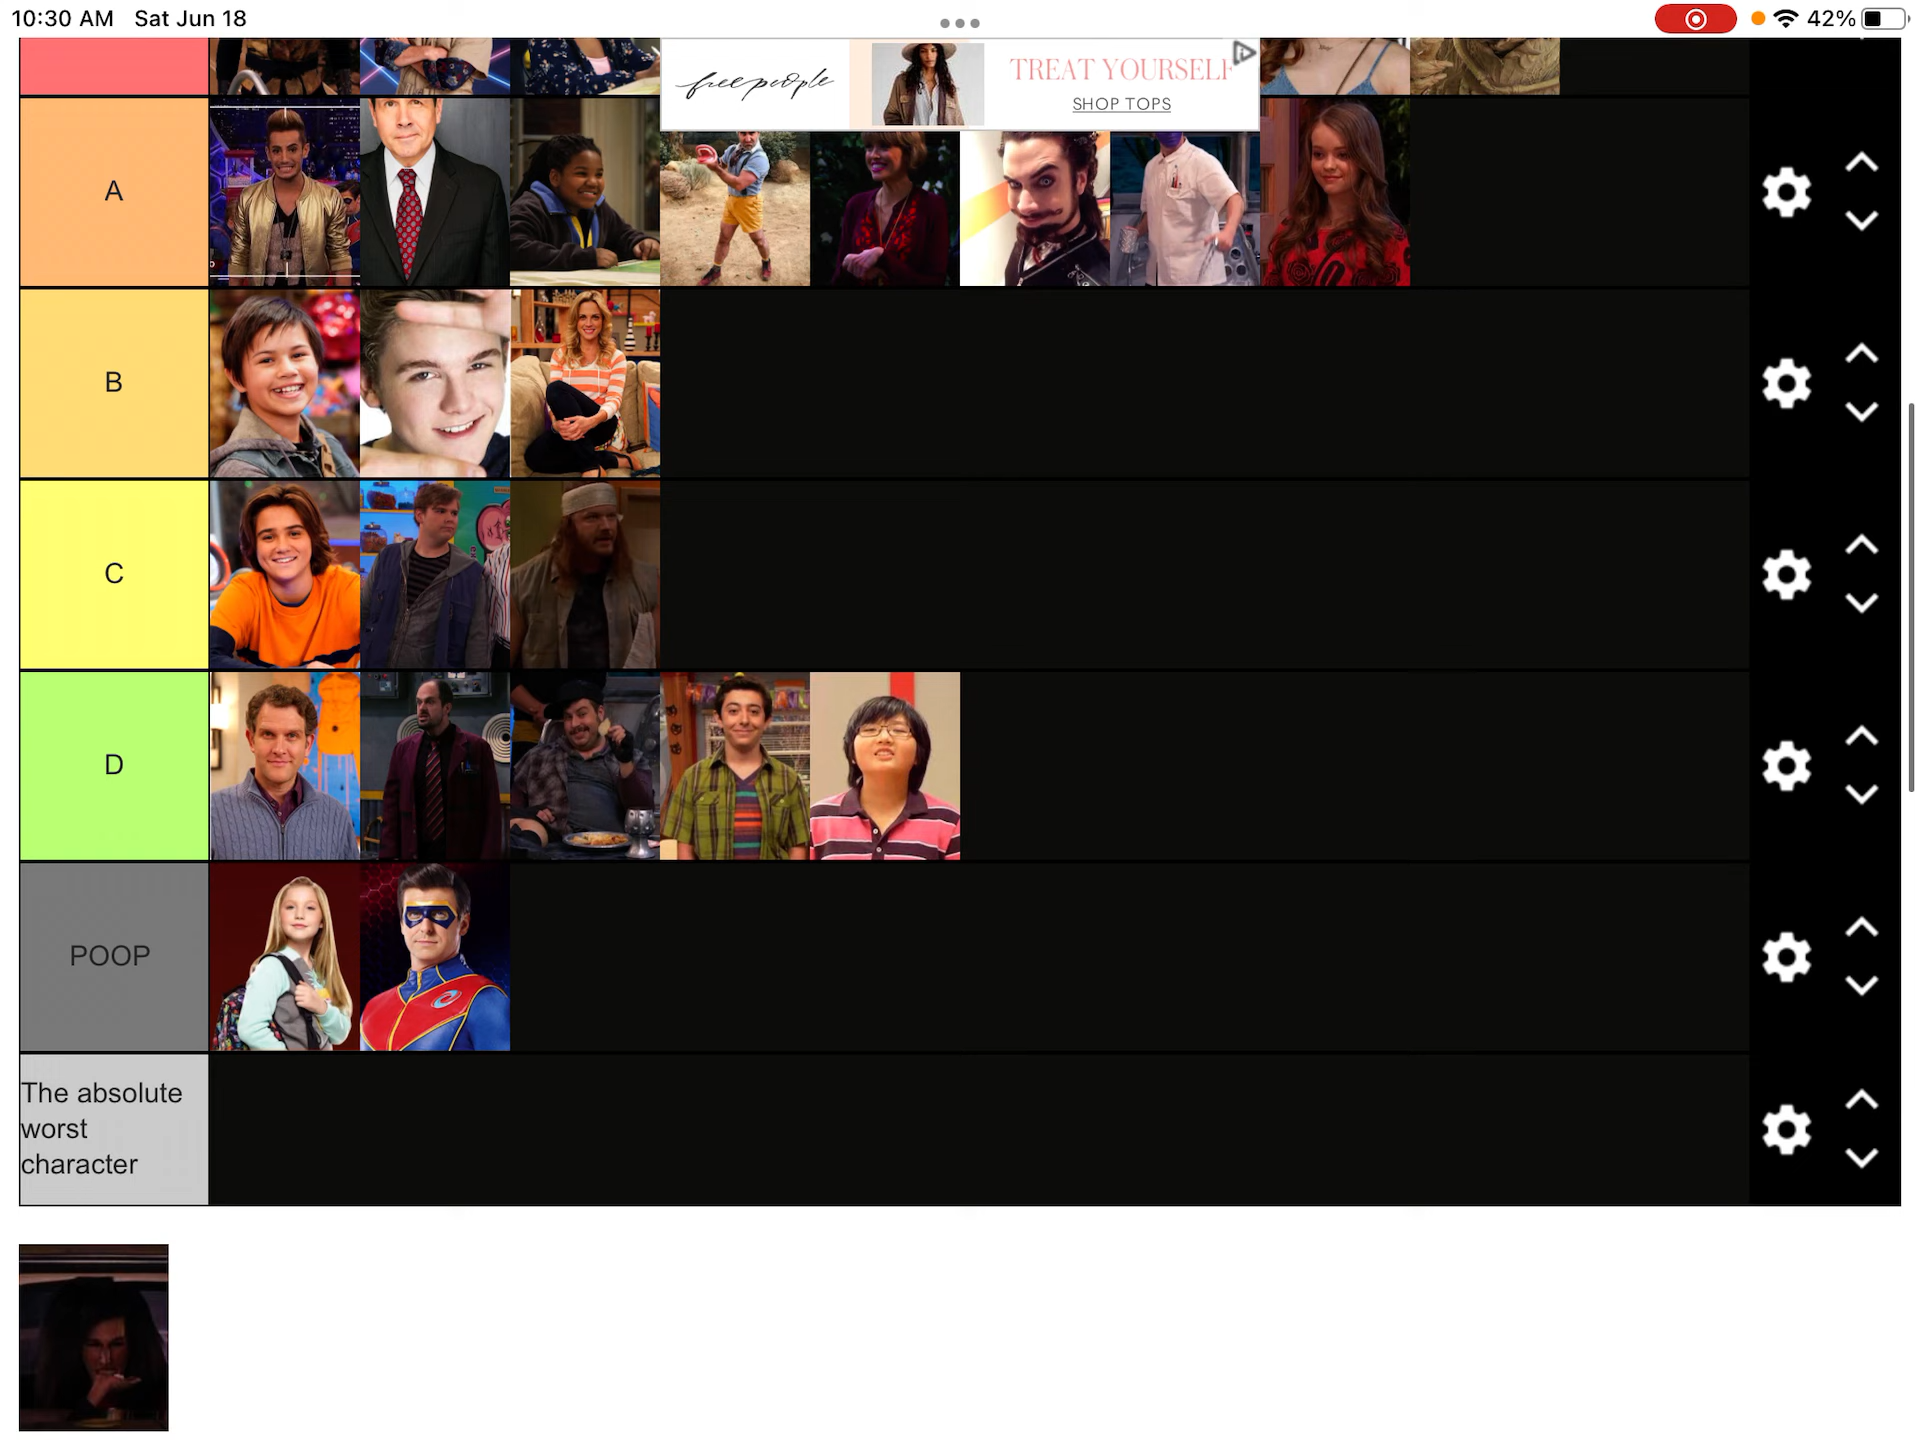 10:30 AM Sat Jun 18
42%
free people
TREAT YOURSELF
SHOP TOPS
A
B
C
D
POOP
The absolute
worst
character